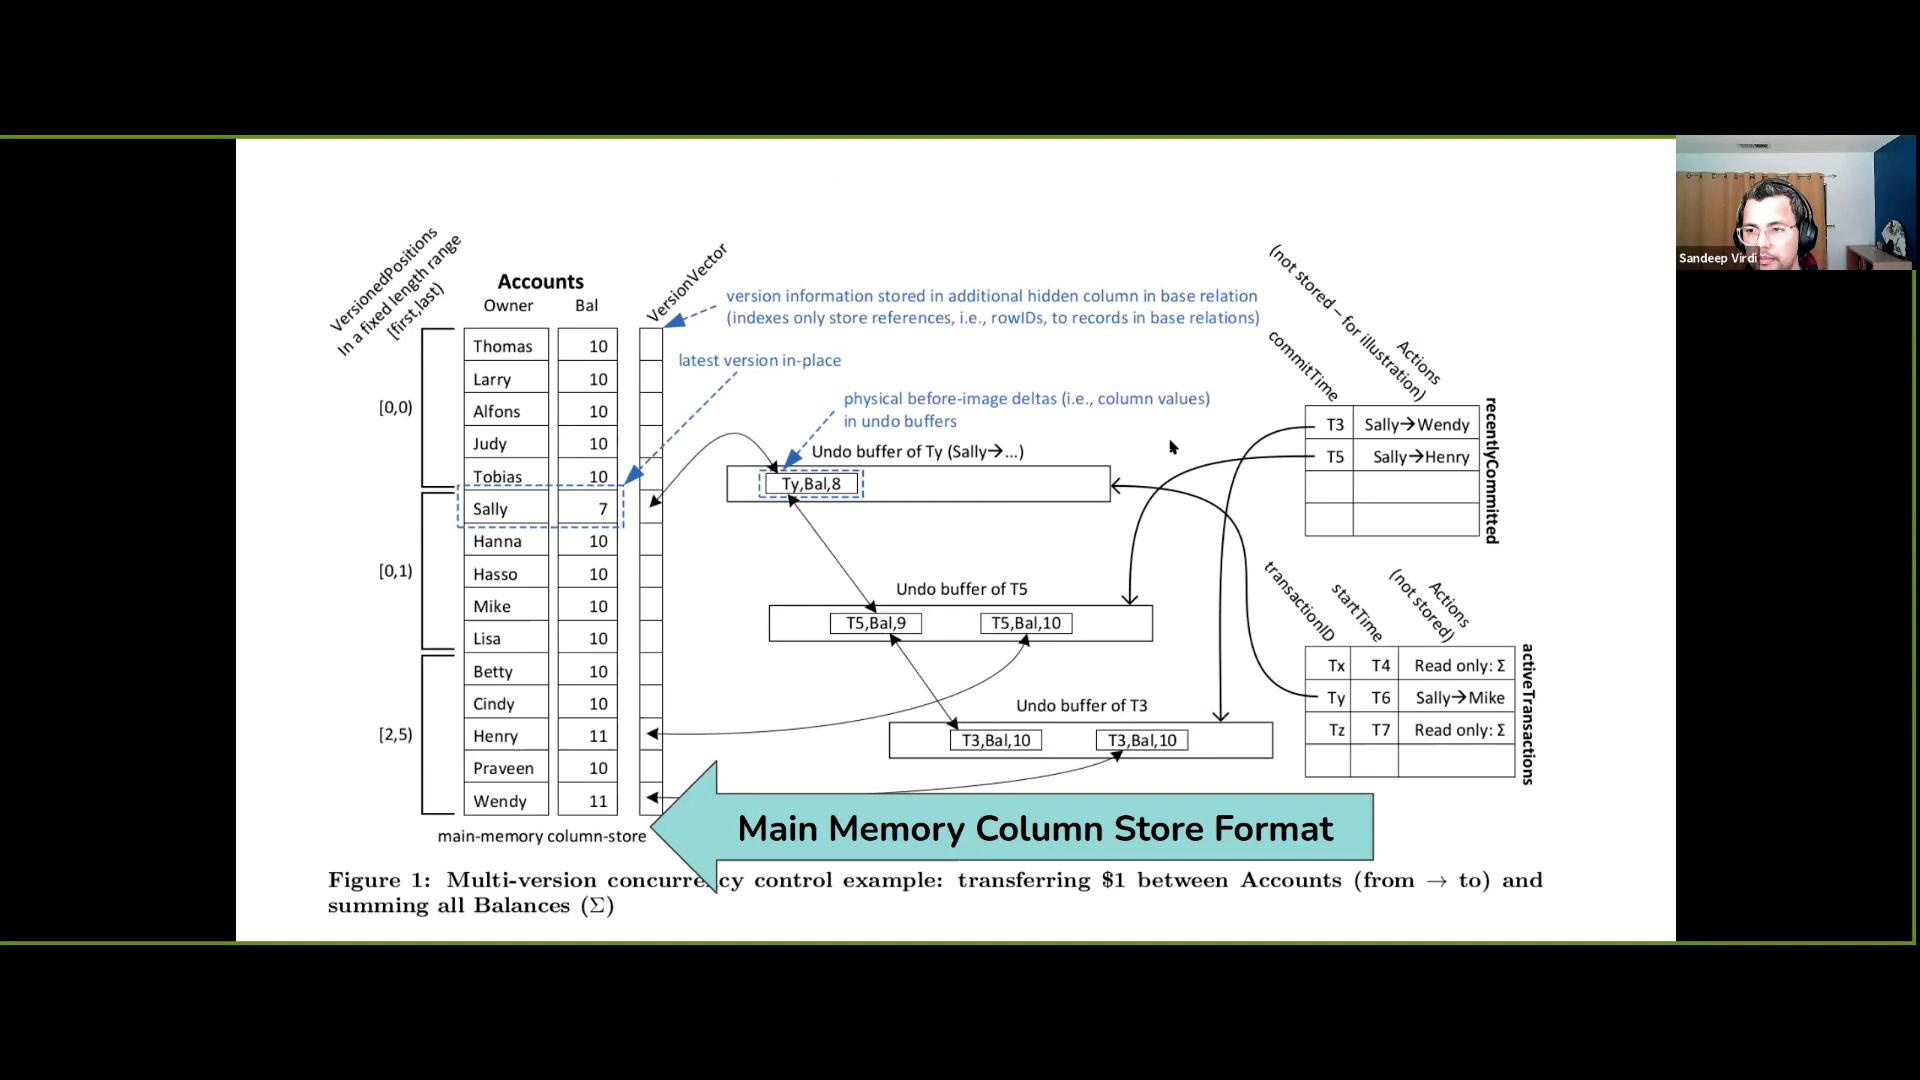 VersionedPositions
In a fixed length range
[first,last)
Accounts
Owner Bal
VersionVector
version information stored in additional hidden column in base relation
(indexes only store references, i.e., rowIDs, to records in base relations)
latest version in-place
physical before-image deltas (i.e., column values)
in undo buffers
[0,0)
[0,1)
[2,5)
Thomas 10
Larry 10
Alfons 10
Judy 10
Tobias 10
Sally 7
Hanna 10
Hasso 10
Mike 10
Lisa 10
Betty 10
Cindy 10
Henry 11
Praveen 10
Wendy 11
main-memory column-store
Undo buffer of Ty (Sally→...)
Ty,Bal,8
Undo buffer of T5
T5,Bal,9 T5,Bal,10
Undo buffer of T3
T3,Bal,10 T3,Bal,10
(not stored – for illustration)
Actions
commitTime
T3 Sally→Wendy
T5 Sally→Henry
recentlyCommitted
transactionID
startTime
Actions
(not stored)
Tx T4 Read only: Σ
Ty T6 Sally→Mike
Tz T7 Read only: Σ
activeTransactions
Main Memory Column Store Format
Figure 1: Multi-version concurrency control example: transferring $1 between Accounts (from → to) and
summing all Balances (Σ)
Sandeep Virdi